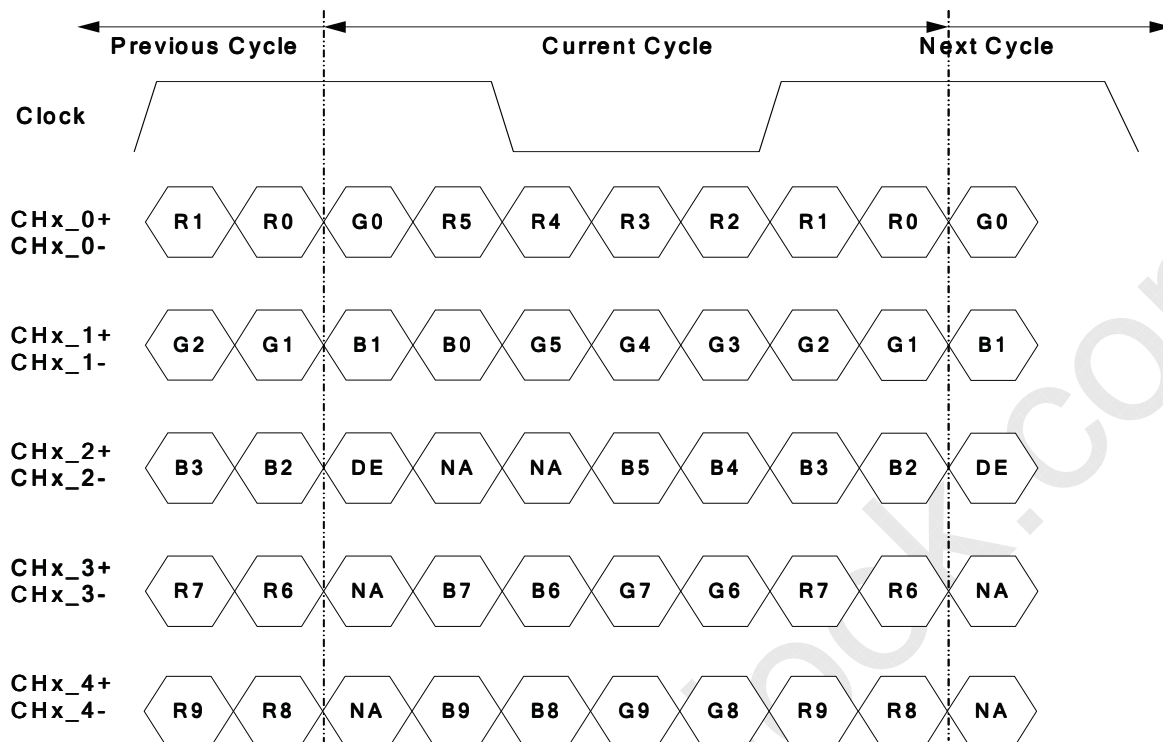 Previous Cycle Current Cycle Next Cycle
Clock
CHx_0+
CHx_0-
R1 R0 G0 R5 R4 R3 R2 R1 R0 G0
CHx_1+
CHx_1-
G2 G1 B1 B0 G5 G4 G3 G2 G1 B1
CHx_2+
CHx_2-
B3 B2 DE NA NA B5 B4 B3 B2 DE
CHx_3+
CHx_3-
R7 R6 NA B7 B6 G7 G6 R7 R6 NA
CHx_4+
CHx_4-
R9 R8 NA B9 B8 G9 G8 R9 R8 NA